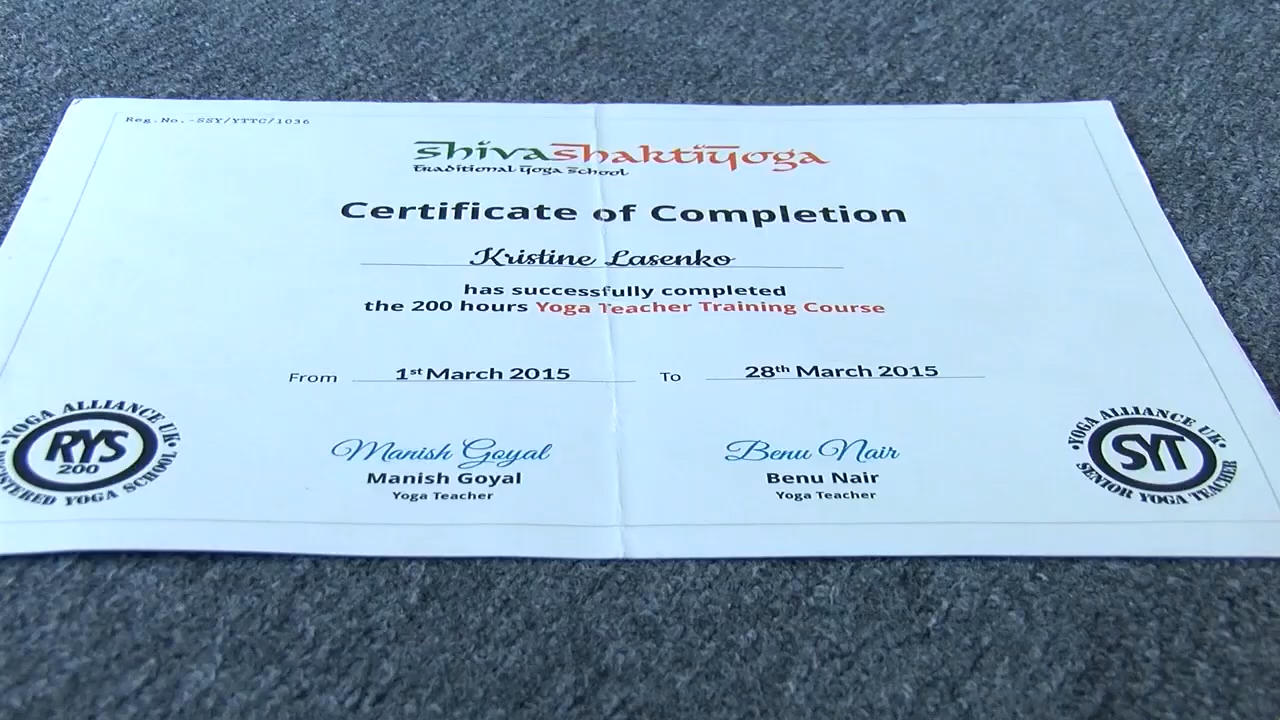 Reg.No.-SSY/YTTC/1036
shivashaktiyoga
traditional yoga school
Certificate of Completion
Kristine Lasenko
has successfully completed
the 200 hours Yoga Teacher Training Course
From 1st March 2015 To 28th March 2015
•YOGA ALLIANCE UK•
RYS
200
REGISTERED YOGA SCHOOL
Manish Goyal
Manish Goyal
Yoga Teacher
Benu Nair
Benu Nair
Yoga Teacher
•YOGA ALLIANCE UK•
SYT
SENIOR YOGA TEACHER